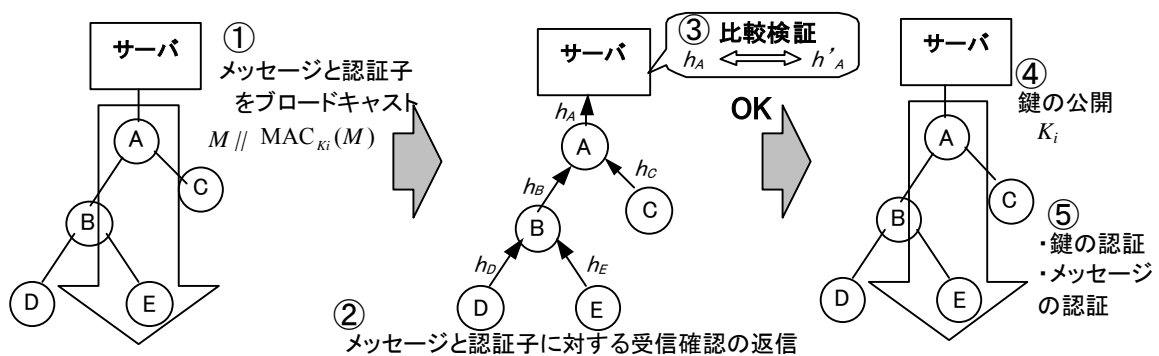 サーバ
①
メッセージと認証子
をブロードキャスト
M // MAC_{Ki}(M)
A
B
C
D
E
サーバ
③ 比較検証
h_A h'_A
h_A
A
h_B
h_C
B
C
h_D
h_E
D
E
②
メッセージと認証子に対する受信確認の返信
OK
サーバ
④
鍵の公開
K_i
A
B
C
D
E
⑤
・鍵の認証
・メッセージ
の認証